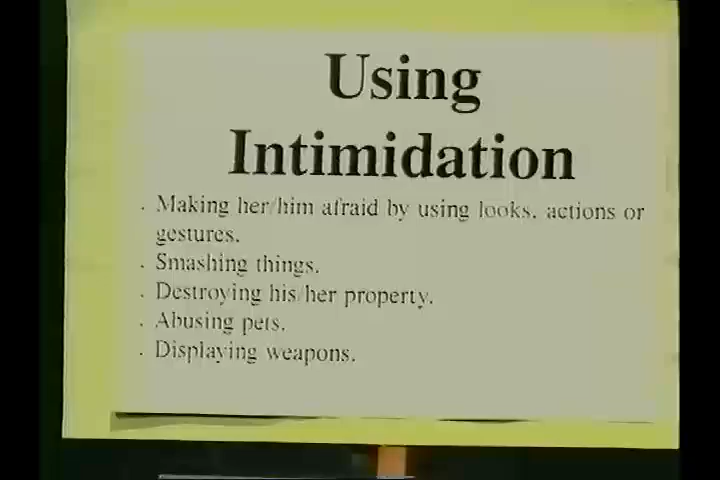 Using
Intimidation
. Making her/him afraid by using looks, actions or
gestures.
. Smashing things.
. Destroying his/her property.
. Abusing pets.
. Displaying weapons.